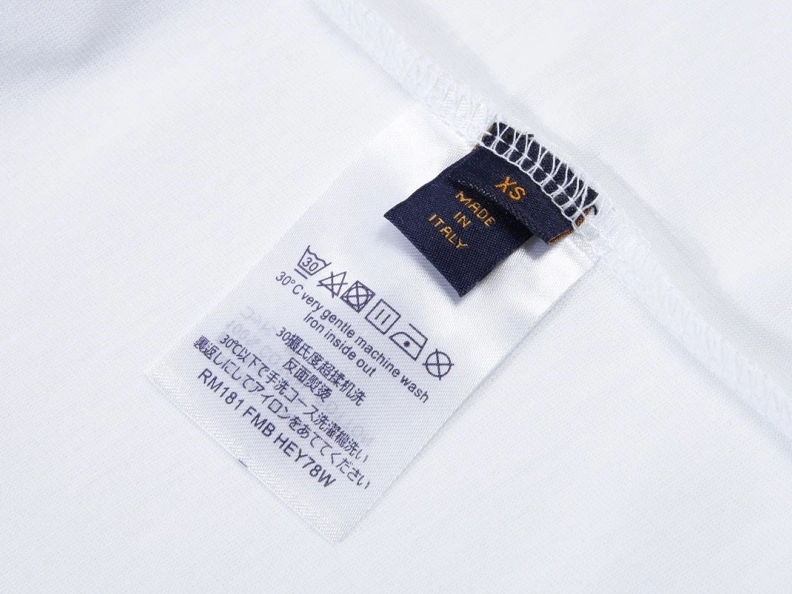 XS
MADE
IN
ITALY
30
30°C very gentle machine wash
Iron inside out
30摄氏度超揉机洗
反面熨烫
30℃以下で手洗コース洗濯機洗い
裏返しにしてアイロンをあててください
RM181 FMB HEY78W